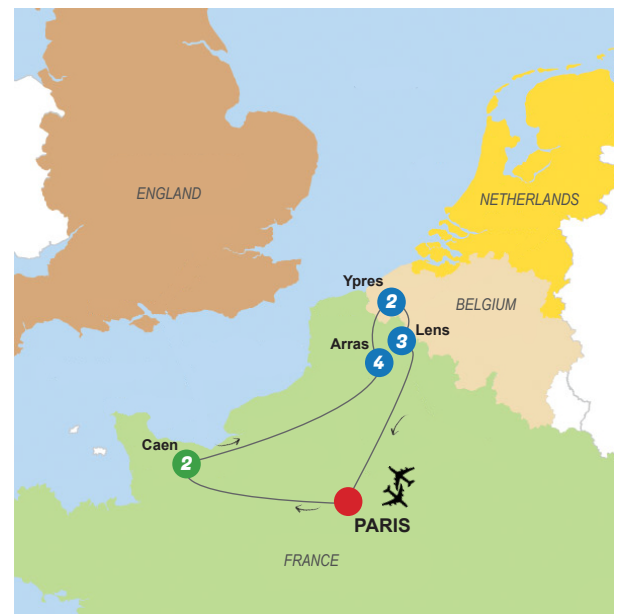 ENGLAND
NETHERLANDS
Ypres
2
BELGIUM
Lens
3
Arras
4
Caen
2
PARIS
FRANCE